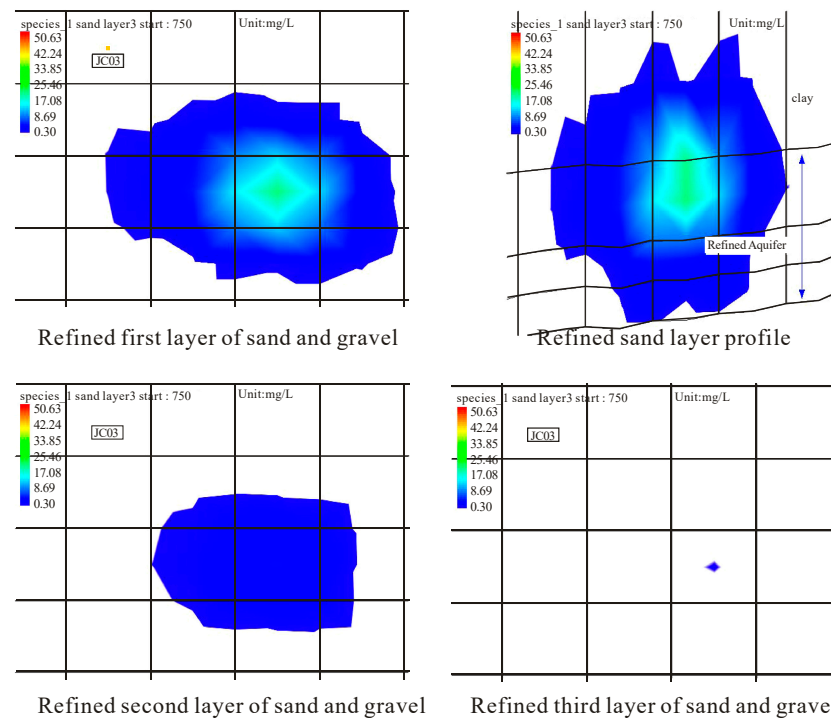 species_1 sand layer3 start : 750 Unit:mg/L
50.63
42.24
33.85
25.46
17.08
8.69
0.30
JC03
Refined first layer of sand and gravel
species_1 sand layer3 start : 750 Unit:mg/L
50.63
42.24
33.85
25.46
17.08
8.69
0.30
clay
Refined Aquifer
Refined sand layer profile
species_1 sand layer3 start : 750 Unit:mg/L
50.63
42.24
33.85
25.46
17.08
8.69
0.30
JC03
Refined second layer of sand and gravel
species_1 sand layer3 start : 750 Unit:mg/L
50.63
42.24
33.85
25.46
17.08
8.69
0.30
JC03
Refined third layer of sand and grave